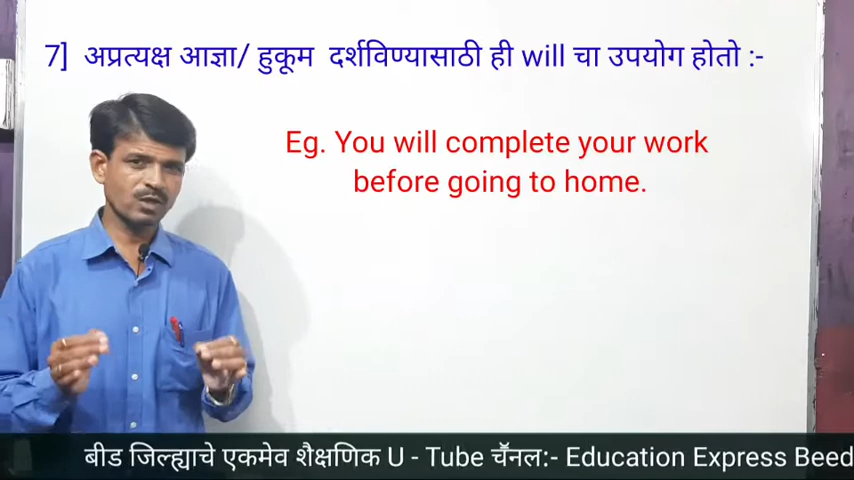 7] अप्रत्यक्ष आज्ञा/ हुकूम दर्शविण्यासाठी ही will चा उपयोग होतो :-
Eg. You will complete your work
before going to home.
बीड जिल्ह्याचे एकमेव शैक्षणिक U - Tube चॅनल:- Education Express Beed